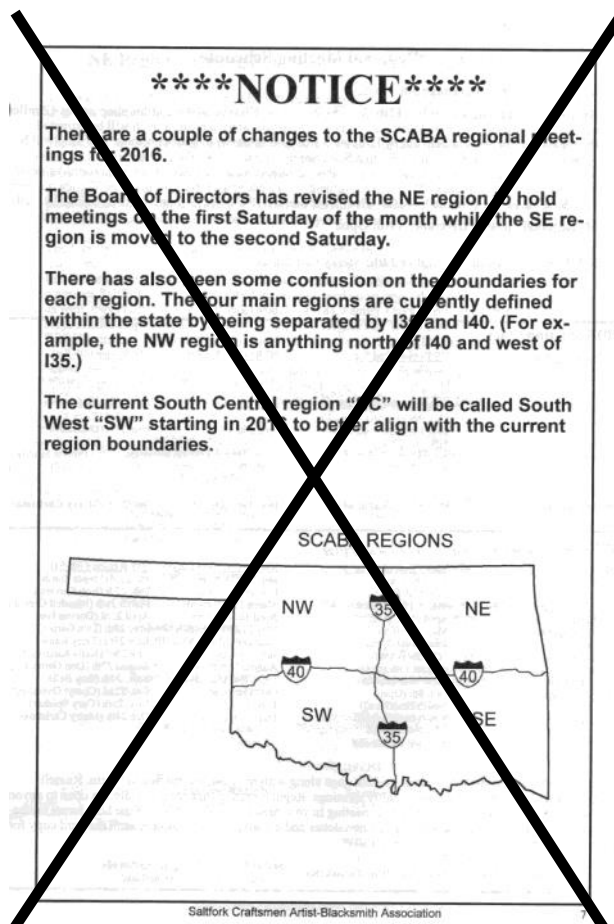 ****NOTICE****
There are a couple of changes to the SCABA regional meet-
ings for 2016.
The Board of Directors has revised the NE region to hold
meetings on the first Saturday of the month while the SE re-
gion is moved to the second Saturday.
There has also been some confusion on the boundaries for
each region. The four main regions are currently defined
within the state by being separated by I35 and I40. (For ex-
ample, the NW region is anything north of I40 and west of
I35.)
The current South Central region “SC” will be called South
West “SW” starting in 2016 to better align with the current
region boundaries.
SCABA REGIONS
NW
35
NE
40
40
SW
SE
35
Saltfork Craftsmen Artist-Blacksmith Association
7